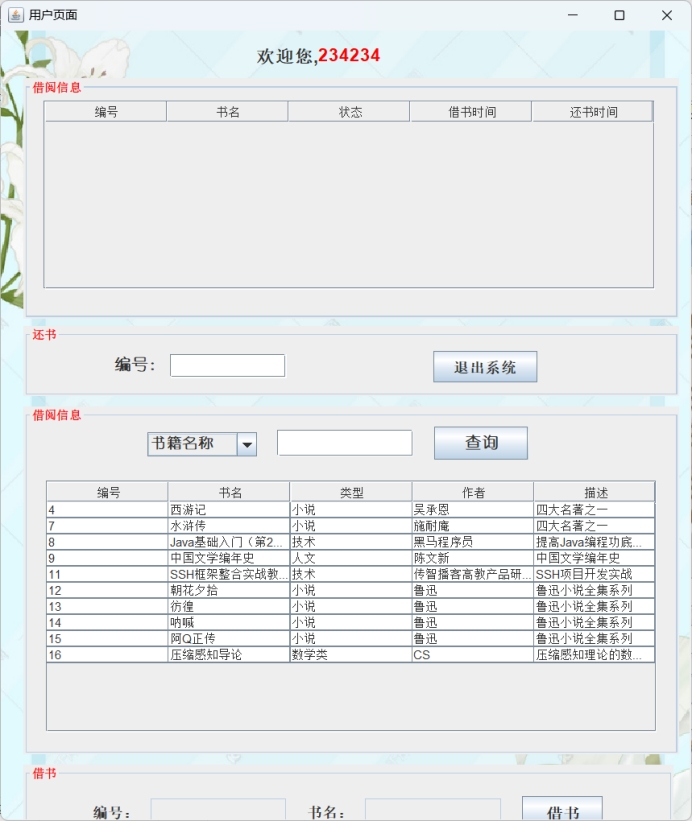 用户页面
欢迎您,234234
借阅信息
编号 书名 状态 借书时间 还书时间
还书
编号: 退出系统
借阅信息
书籍名称 查询
编号 书名 类型 作者 描述
4 西游记 小说 吴承恩 四大名著之一
7 水浒传 小说 施耐庵 四大名著之一
8 Java基础入门（第2... 技术 黑马程序员 提高Java编程功底...
9 中国文学编年史 人文 陈文新 中国文学编年史
11 SSH框架整合实战教... 技术 传智播客高教产品研... SSH项目开发实战
12 朝花夕拾 小说 鲁迅 鲁迅小说全集系列
13 彷徨 小说 鲁迅 鲁迅小说全集系列
14 呐喊 小说 鲁迅 鲁迅小说全集系列
15 阿Q正传 小说 鲁迅 鲁迅小说全集系列
16 压缩感知导论 数学类 CS 压缩感知理论的数...
借书
编号: 书名: 借书